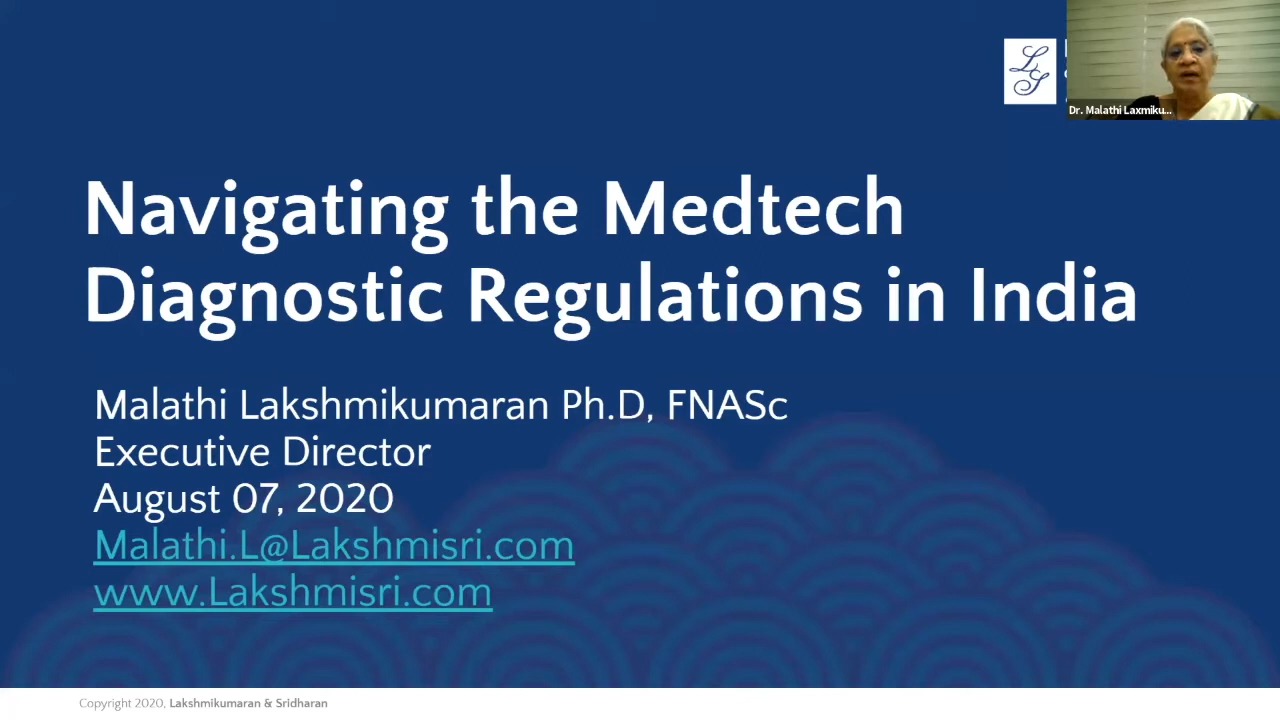 LS
Dr. Malathi Laxmiku...
Navigating the Medtech
Diagnostic Regulations in India
Malathi Lakshmikumaran Ph.D, FNASc
Executive Director
August 07, 2020
Malathi.L@Lakshmisri.com
www.Lakshmisri.com
Copyright 2020, Lakshmikumaran & Sridharan